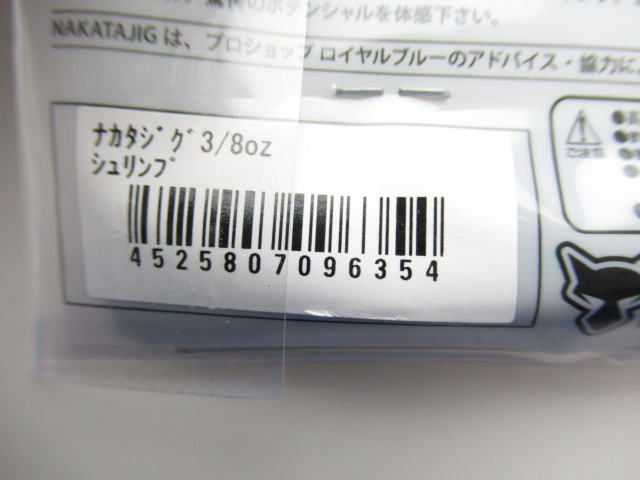 のポテンシャルを体感下さい。
NAKATAJIG は、プロショップ ロイヤルブルーのアドバイス・協力に
ﾅｶﾀｼﾞｸﾞ 3/8oz
ｼｭﾘﾝﾌﾟ
4525807096354